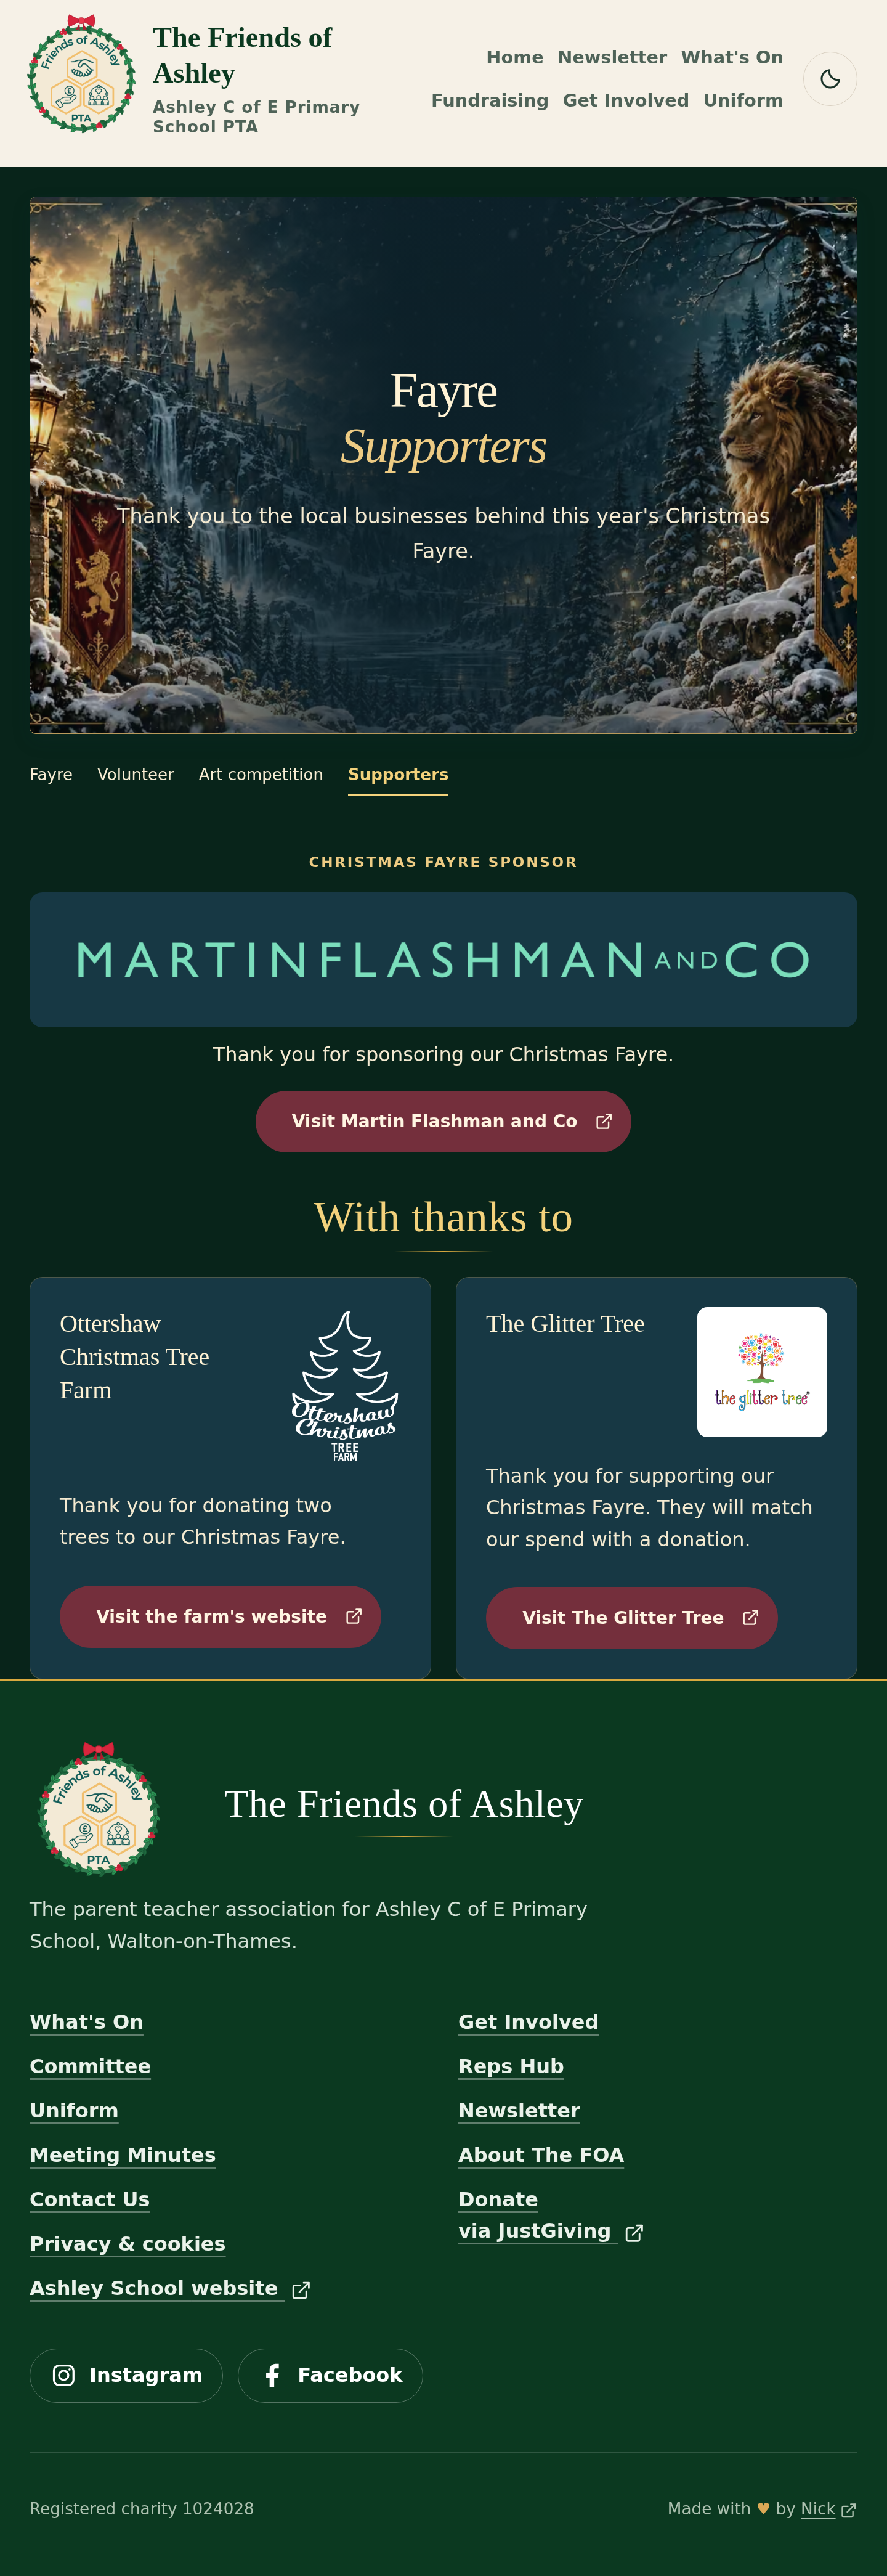 Friends of Ashley
PTA
The Friends of
Ashley
Ashley C of E Primary
School PTA
Home Newsletter What's On
Fundraising Get Involved Uniform
Fayre
Supporters
Thank you to the local businesses behind this year's Christmas
Fayre.
Fayre Volunteer Art competition Supporters
CHRISTMAS FAYRE SPONSOR
MARTINFLASHMANANDCO
Thank you for sponsoring our Christmas Fayre.
Visit Martin Flashman and Co
With thanks to
Ottershaw
Christmas Tree
Farm
Ottershaw
Christmas
TREE
FARM
Thank you for donating two
trees to our Christmas Fayre.
Visit the farm's website
The Glitter Tree
the glitter tree
Thank you for supporting our
Christmas Fayre. They will match
our spend with a donation.
Visit The Glitter Tree
Friends of Ashley
PTA
The Friends of Ashley
The parent teacher association for Ashley C of E Primary
School, Walton-on-Thames.
What's On
Committee
Uniform
Meeting Minutes
Contact Us
Privacy & cookies
Ashley School website
Get Involved
Reps Hub
Newsletter
About The FOA
Donate
via JustGiving
Instagram
Facebook
Registered charity 1024028
Made with ♥ by Nick